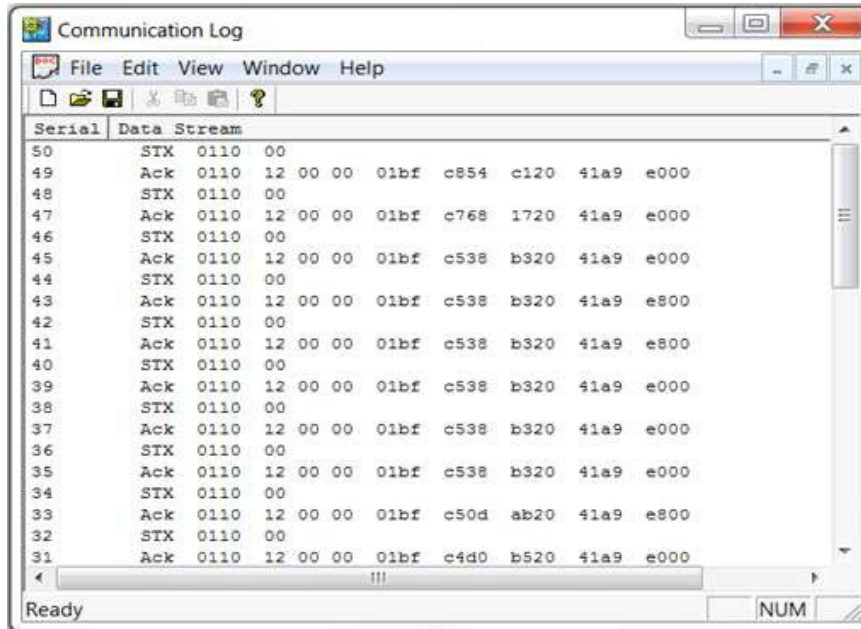 Communication Log
File Edit View Window Help
Serial Data Stream
50 STX 0110 00
49 Ack 0110 12 00 00 01bf c854 c120 41a9 e000
48 STX 0110 00
47 Ack 0110 12 00 00 01bf c768 1720 41a9 e000
46 STX 0110 00
45 Ack 0110 12 00 00 01bf c538 b320 41a9 e000
44 STX 0110 00
43 Ack 0110 12 00 00 01bf c538 b320 41a9 e800
42 STX 0110 00
41 Ack 0110 12 00 00 01bf c538 b320 41a9 e800
40 STX 0110 00
39 Ack 0110 12 00 00 01bf c538 b320 41a9 e000
38 STX 0110 00
37 Ack 0110 12 00 00 01bf c538 b320 41a9 e000
36 STX 0110 00
35 Ack 0110 12 00 00 01bf c538 b320 41a9 e000
34 STX 0110 00
33 Ack 0110 12 00 00 01bf c50d ab20 41a9 e800
32 STX 0110 00
31 Ack 0110 12 00 00 01bf c4d0 b520 41a9 e000
Ready NUM